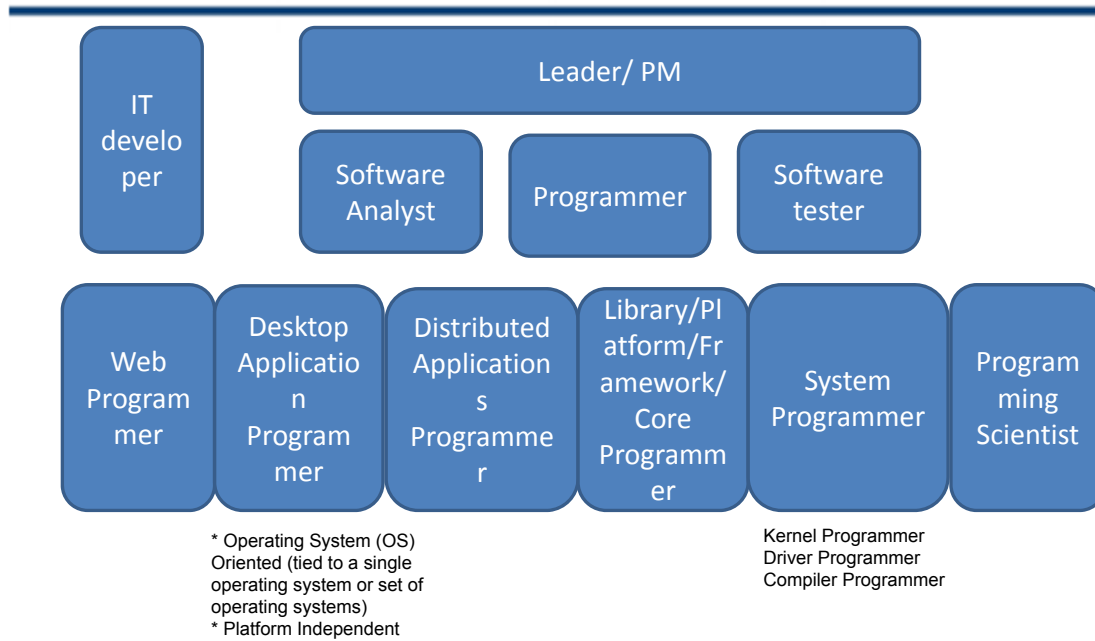 IT
develo
per
Leader/ PM
Software
Analyst
Programmer
Software
tester
Web
Program
mer
Desktop
Applicatio
n
Program
mer
Distributed
Application
s
Programme
r
Library/Pl
atform/Fr
amework/
Core
Programm
er
System
Programmer
Program
ming
Scientist
* Operating System (OS)
Oriented (tied to a single
operating system or set of
operating systems)
* Platform Independent
Kernel Programmer
Driver Programmer
Compiler Programmer